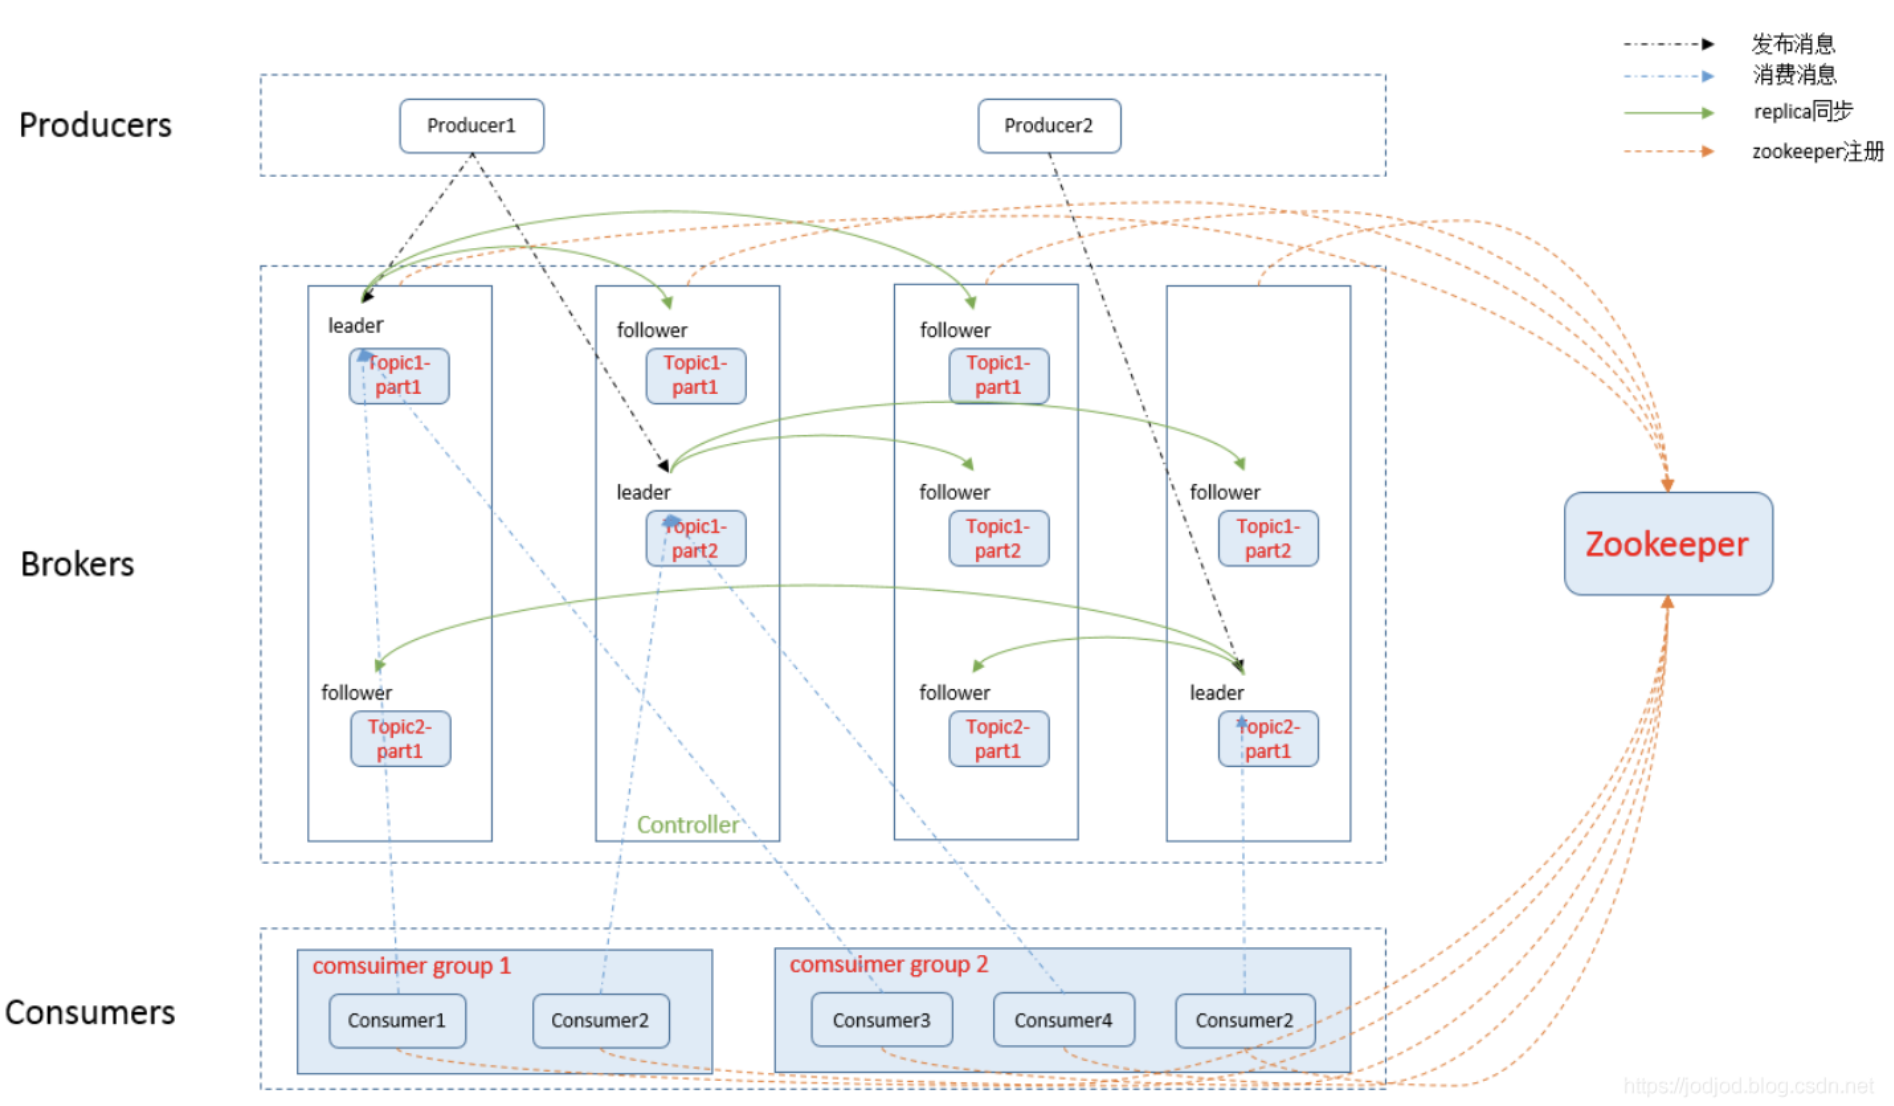 发布消息
消费消息
replica同步
zookeeper注册
Producers
Producer1
Producer2
leader
Topic1-
part1
follower
Topic1-
part1
follower
Topic1-
part1
Brokers
leader
Topic1-
part2
follower
Topic1-
part2
follower
Topic1-
part2
Zookeeper
follower
Topic2-
part1
follower
Topic2-
part1
leader
Topic2-
part1
Controller
Consumers
comsuimer group 1
Consumer1
Consumer2
comsuimer group 2
Consumer3
Consumer4
Consumer2
https://jodjod.blog.csdn.net